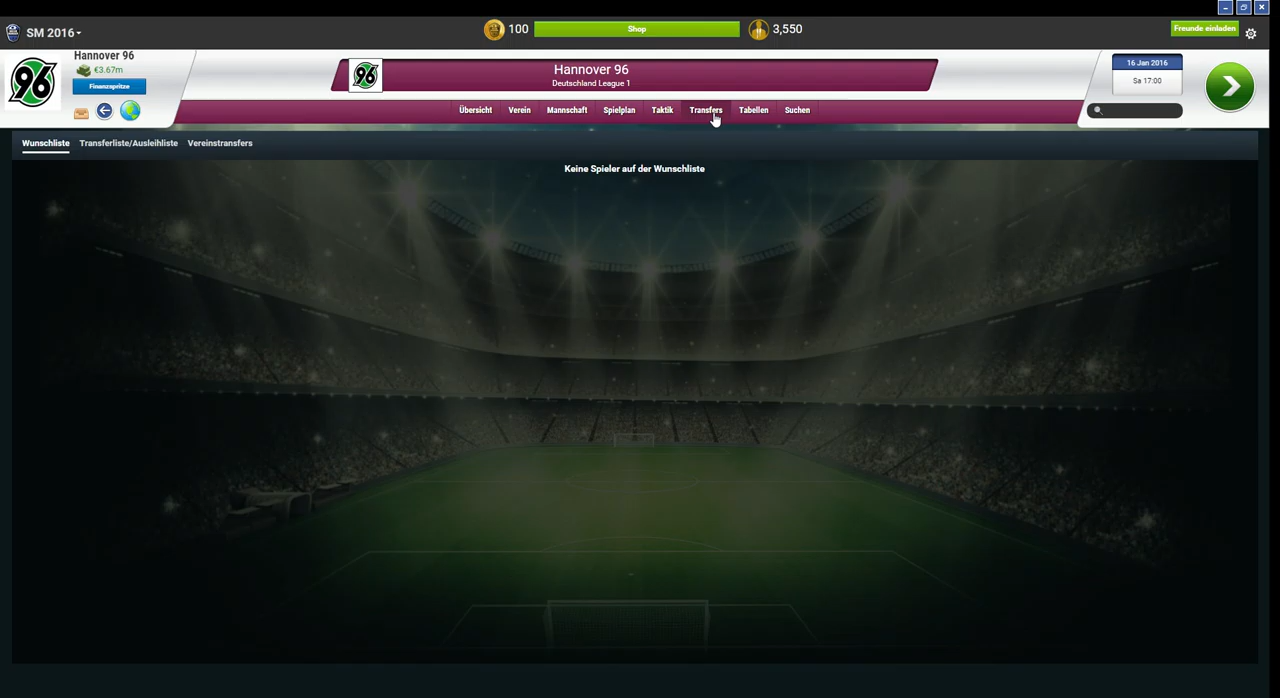 SM 2016
100
Shop
3,550
Freunde einladen
Hannover 96
€3.67m
Finanzspritze
96
96
Hannover 96
Deutschland League 1
16 Jan 2016
Sa 17:00
Übersicht Verein Mannschaft Spielplan Taktik Transfers Tabellen Suchen
Wunschliste Transferliste/Ausleihliste Vereinstransfers
Keine Spieler auf der Wunschliste